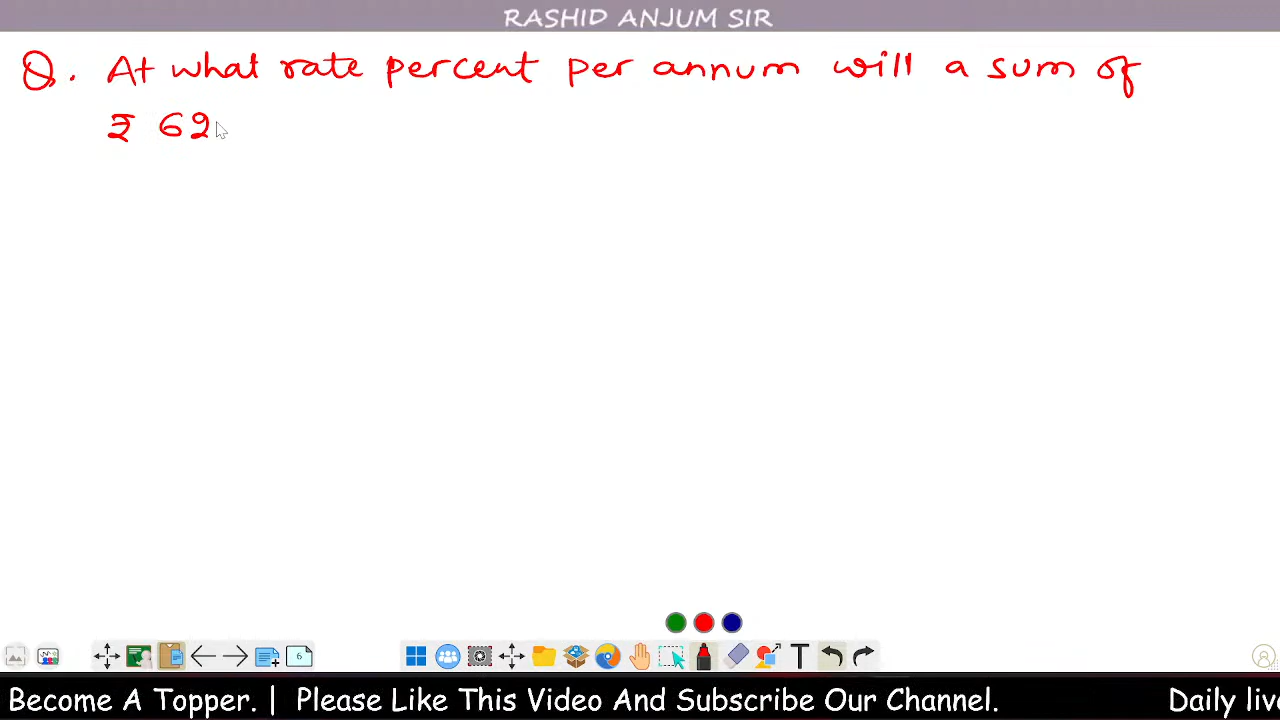 RASHID ANJUM SIR
Q. At what rate percent per annum will a sum of
₹ 62
6
T
Become A Topper. | Please Like This Video And Subscribe Our Channel. Daily liv